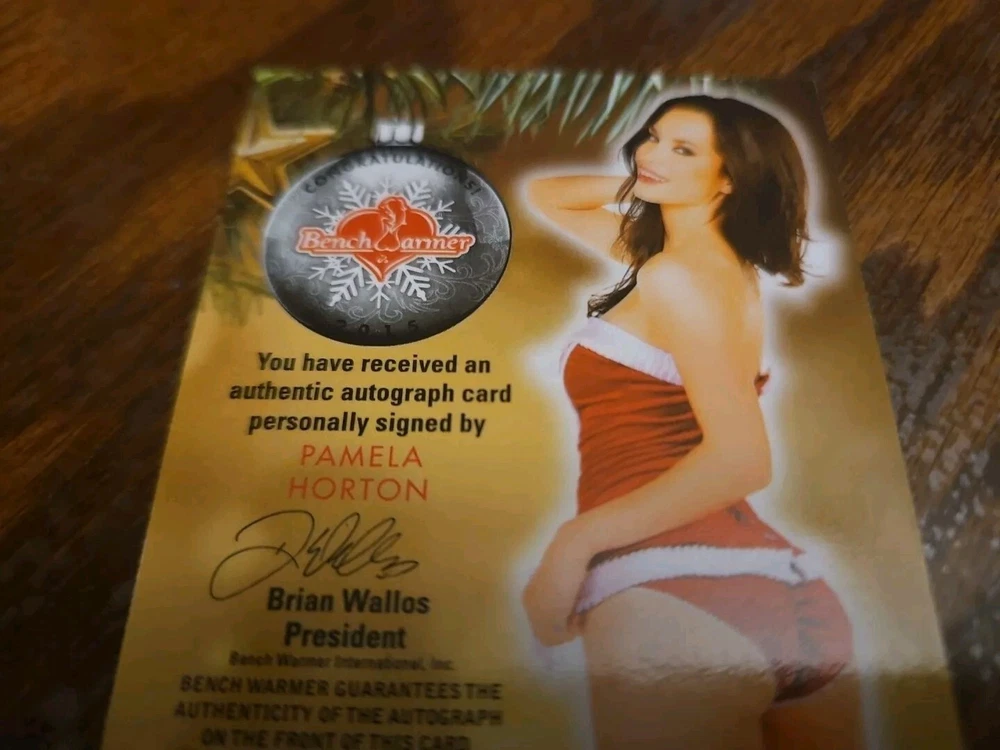 CONGRATULATIONS!
BenchWarmer
2015
You have received an
authentic autograph card
personally signed by
PAMELA
HORTON
Brian Wallos
President
Bench Warmer International, Inc.
BENCH WARMER GUARANTEES THE
AUTHENTICITY OF THE AUTOGRAPH
ON THE FRONT OF THIS CARD